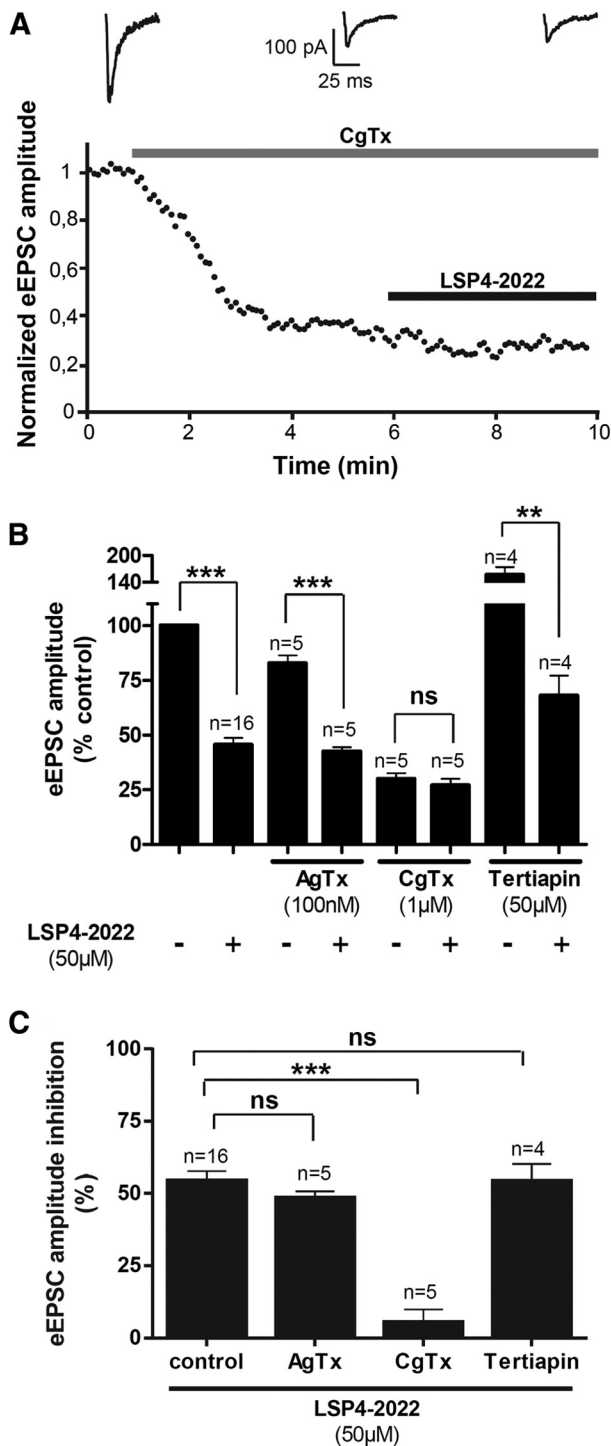 A
100 pA
25 ms
CgTx
LSP4-2022
Normalized eEPSC amplitude
1
0,8
0,6
0,4
0,2
0
0 2 4 6 8 10
Time (min)
B
eEPSC amplitude
(% control)
200
140
100
75
50
25
0
*** *** ns **
n=16 n=5 n=5 n=5 n=5 n=4 n=4
AgTx CgTx Tertiapin
(100nM) (1µM) (50µM)
LSP4-2022 - + - + - + - +
(50µM)
C
eEPSC amplitude inhibition
(%)
100
75
50
25
0
ns
***
ns
n=16 n=5 n=5 n=4
control AgTx CgTx Tertiapin
LSP4-2022
(50µM)